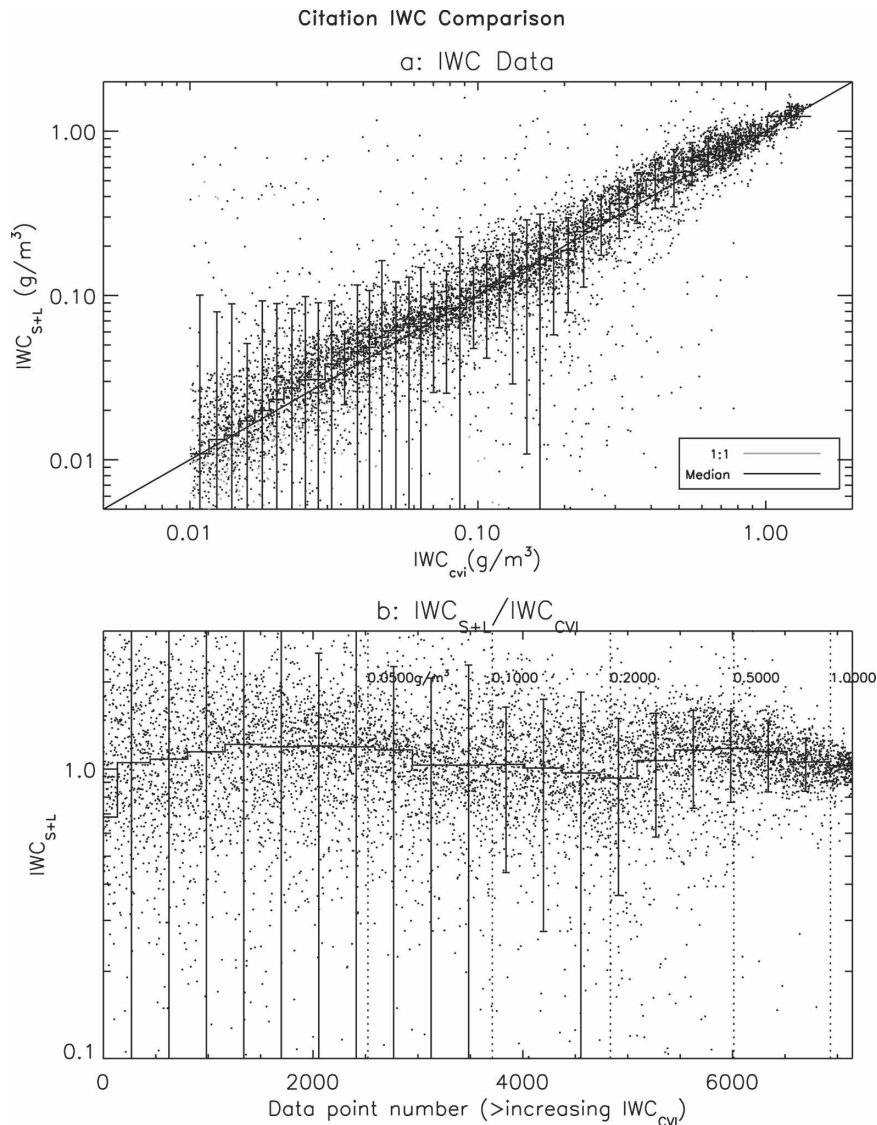 Citation IWC Comparison
a: IWC Data
1.00
0.10
0.01
IWC_S+L (g/m³)
1:1
Median
0.01 0.10 1.00
IWC_cvi(g/m³)
b: IWC_S+L/IWC_CVI
0.0500g/m³ 0.1000 0.2000 0.5000 1.0000
1.0
0.1
IWC_S+L
0 2000 4000 6000
Data point number (>increasing IWC_CVI)